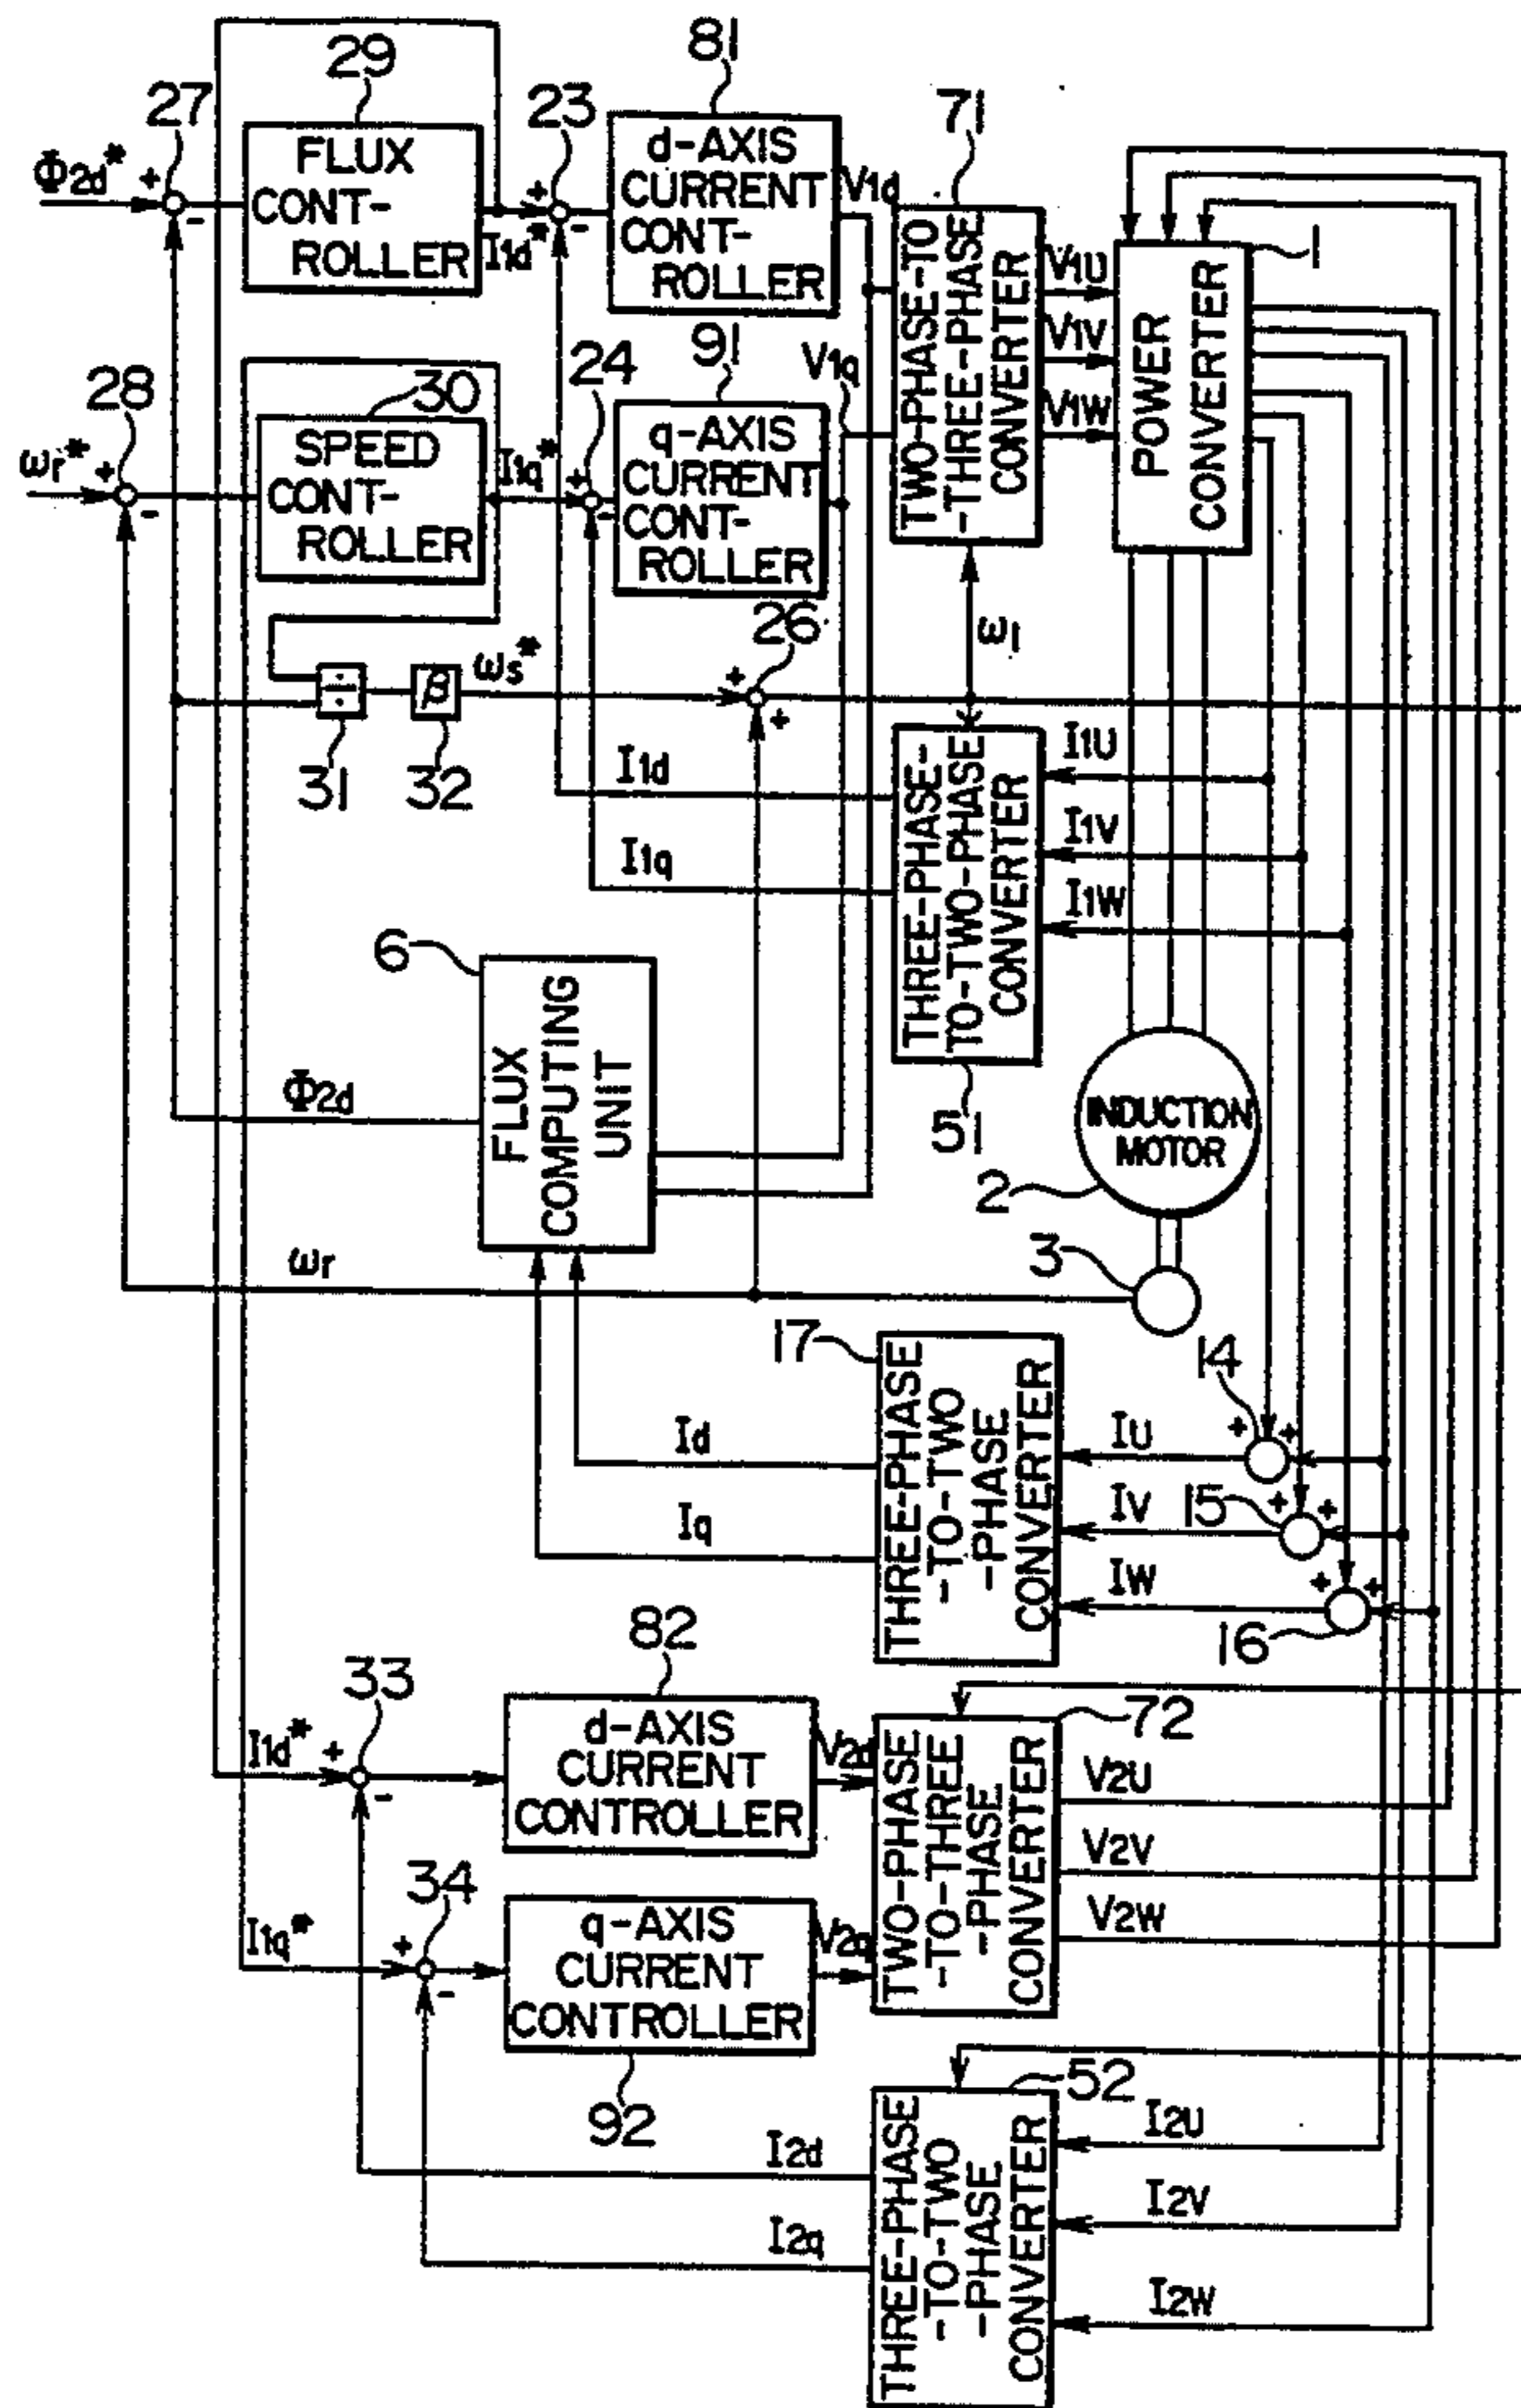 29
81
27
23
71
Φ2d*
+
-
FLUX
CONT-
ROLLER
I1d*
+
-
d-AXIS
CURRENT
CONT-
ROLLER
V1d
TWO-PHASE-TO
-THREE-PHASE
CONVERTER
V1U
V1V
V1W
1
POWER
CONVERTER
28
30
24
91
V1q
ωr*
+
-
SPEED
CONT-
ROLLER
I1q*
+
-
q-AXIS
CURRENT
CONT-
ROLLER
26
ω1
÷
β
ωs*
+
+
31
32
I1d
I1q
THREE-PHASE-
TO-TWO-PHASE
CONVERTER
I1U
I1V
I1W
51
6
FLUX
COMPUTING
UNIT
Φ2d
INDUCTION
MOTOR
2
3
ωr
17
THREE-PHASE
-TO-TWO
-PHASE
CONVERTER
Id
Iq
IU
IV
IW
14
+
+
15
+
+
16
+
+
33
82
I1d*
+
-
d-AXIS
CURRENT
CONTROLLER
V2d
72
TWO-PHASE
-TO-THREE
-PHASE
CONVERTER
V2U
V2V
V2W
34
I1q*
+
-
q-AXIS
CURRENT
CONTROLLER
V2q
92
52
THREE-PHASE
-TO-TWO
-PHASE
CONVERTER
I2d
I2q
I2U
I2V
I2W